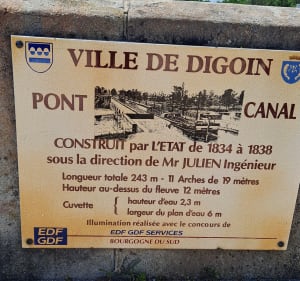 VILLE DE DIGOIN
PONT CANAL
CONSTRUIT par L'ETAT de 1834 à 1838
sous la direction de Mr JULIEN Ingénieur
Longueur totale 243 m - 11 Arches de 19 mètres
Hauteur au-dessus du fleuve 12 mètres
Cuvette { hauteur d'eau 2,3 m
largeur du plan d'eau 6 m
Illumination réalisée avec le concours de
EDF GDF SERVICES
BOURGOGNE DU SUD
EDF
GDF